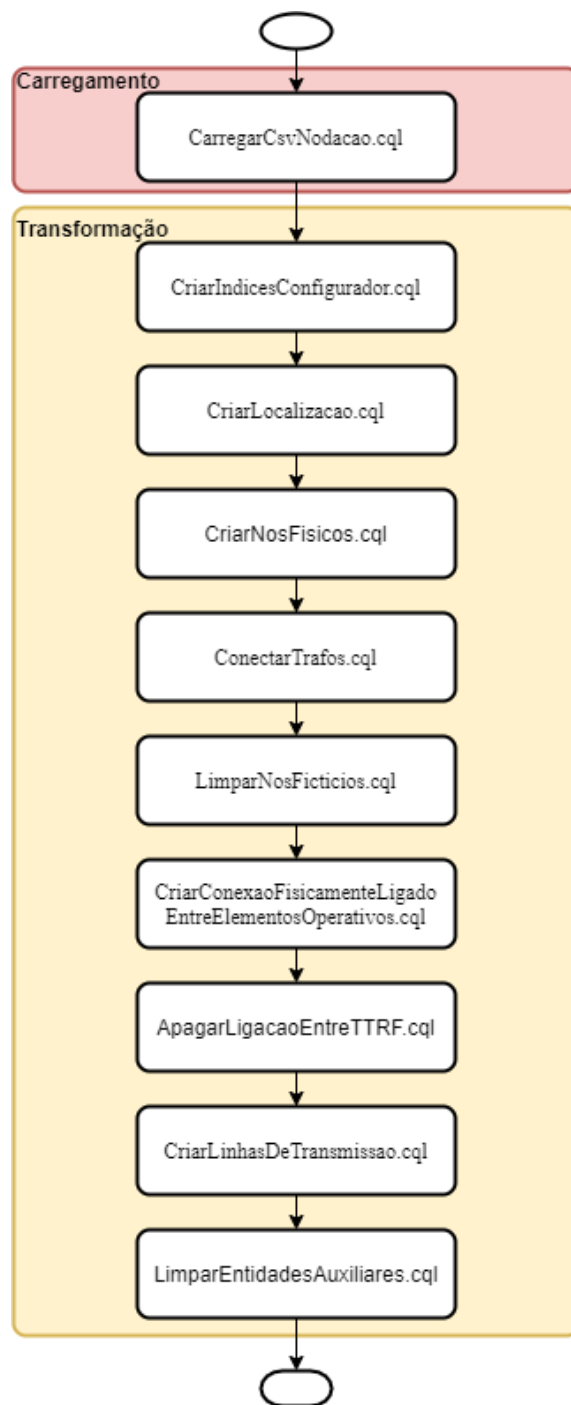 Carregamento
CarregarCsvNodacao.cql
Transformação
CriarIndicesConfigurador.cql
CriarLocalizacao.cql
CriarNosFisicos.cql
ConectarTrafos.cql
LimparNosFicticios.cql
CriarConexaoFisicamenteLigado
EntreElementosOperativos.cql
ApagarLigacaoEntreTTRF.cql
CriarLinhasDeTransmissao.cql
LimparEntidadesAuxiliares.cql